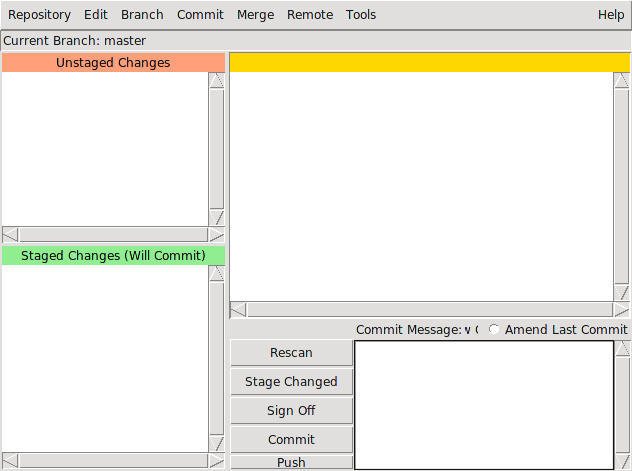 Repository Edit Branch Commit Merge Remote Tools Help
Current Branch: master
Unstaged Changes
Staged Changes (Will Commit)
Commit Message: Amend Last Commit
Rescan
Stage Changed
Sign Off
Commit
Push